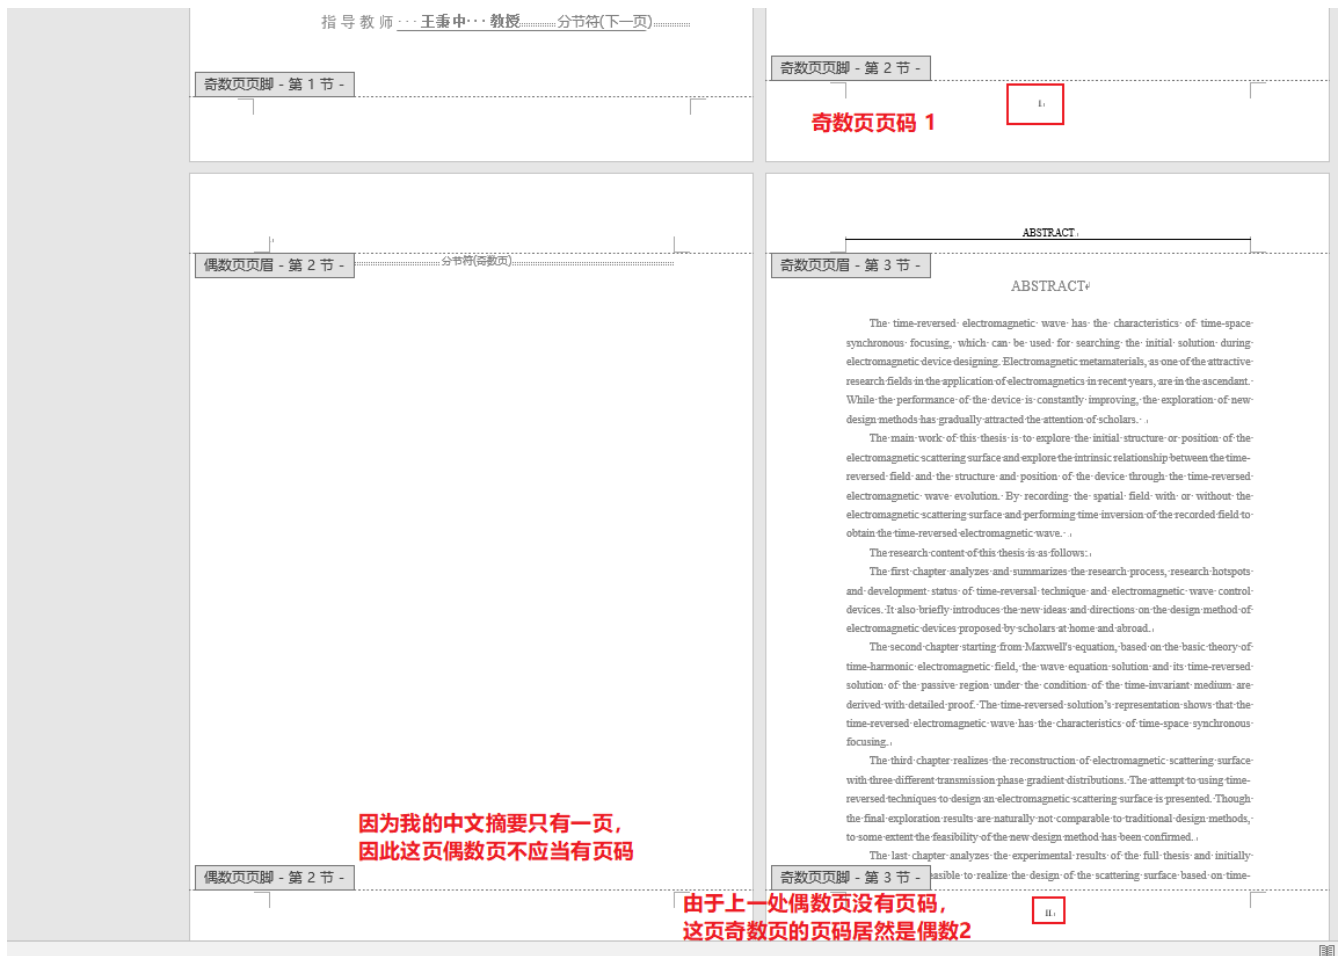 指 导 教 师 ··· 王秉中··· 教授 分节符(下一页)
奇数页页脚 - 第 1 节 -
奇数页页脚 - 第 2 节 -
I
奇数页页码 1
偶数页页眉 - 第 2 节 -
分节符(奇数页)
因为我的中文摘要只有一页，
因此这页偶数页不应当有页码
偶数页页脚 - 第 2 节 -
ABSTRACT
奇数页页眉 - 第 3 节 -
ABSTRACT
The time-reversed electromagnetic wave has the characteristics of time-space
synchronous focusing, which can be used for searching the initial solution during
electromagnetic device designing. Electromagnetic metamaterials, as one of the attractive
research fields in the application of electromagnetics in recent years, are in the ascendant.
While the performance of the device is constantly improving, the exploration of new
design methods has gradually attracted the attention of scholars.
The main work of this thesis is to explore the initial structure or position of the
electromagnetic scattering surface and explore the intrinsic relationship between the time-
reversed field and the structure and position of the device through the time-reversed
electromagnetic wave evolution. By recording the spatial field with or without the
electromagnetic scattering surface and performing time inversion of the recorded field to
obtain the time-reversed electromagnetic wave.
The research content of this thesis is as follows:
The first chapter analyzes and summarizes the research process, research hotspots
and development status of time-reversal technique and electromagnetic wave control
devices. It also briefly introduces the new ideas and directions on the design method of
electromagnetic devices proposed by scholars at home and abroad.
The second chapter starting from Maxwell's equation, based on the basic theory of
time-harmonic electromagnetic field, the wave equation solution and its time-reversed
solution of the passive region under the condition of the time-invariant medium are
derived with detailed proof. The time-reversed solution's representation shows that the
time-reversed electromagnetic wave has the characteristics of time-space synchronous
focusing.
The third chapter realizes the reconstruction of electromagnetic scattering surface
with three different transmission phase gradient distributions. The attempt to using time-
reversed techniques to design an electromagnetic scattering surface is presented. Though
the final exploration results are naturally not comparable to traditional design methods,
to some extent the feasibility of the new design method has been confirmed.
The last chapter analyzes the experimental results of the full thesis and initially
奇数页页脚 - 第 3 节 -
easible to realize the design of the scattering surface based on time-
由于上一处偶数页没有页码，
这页奇数页的页码居然是偶数2
II